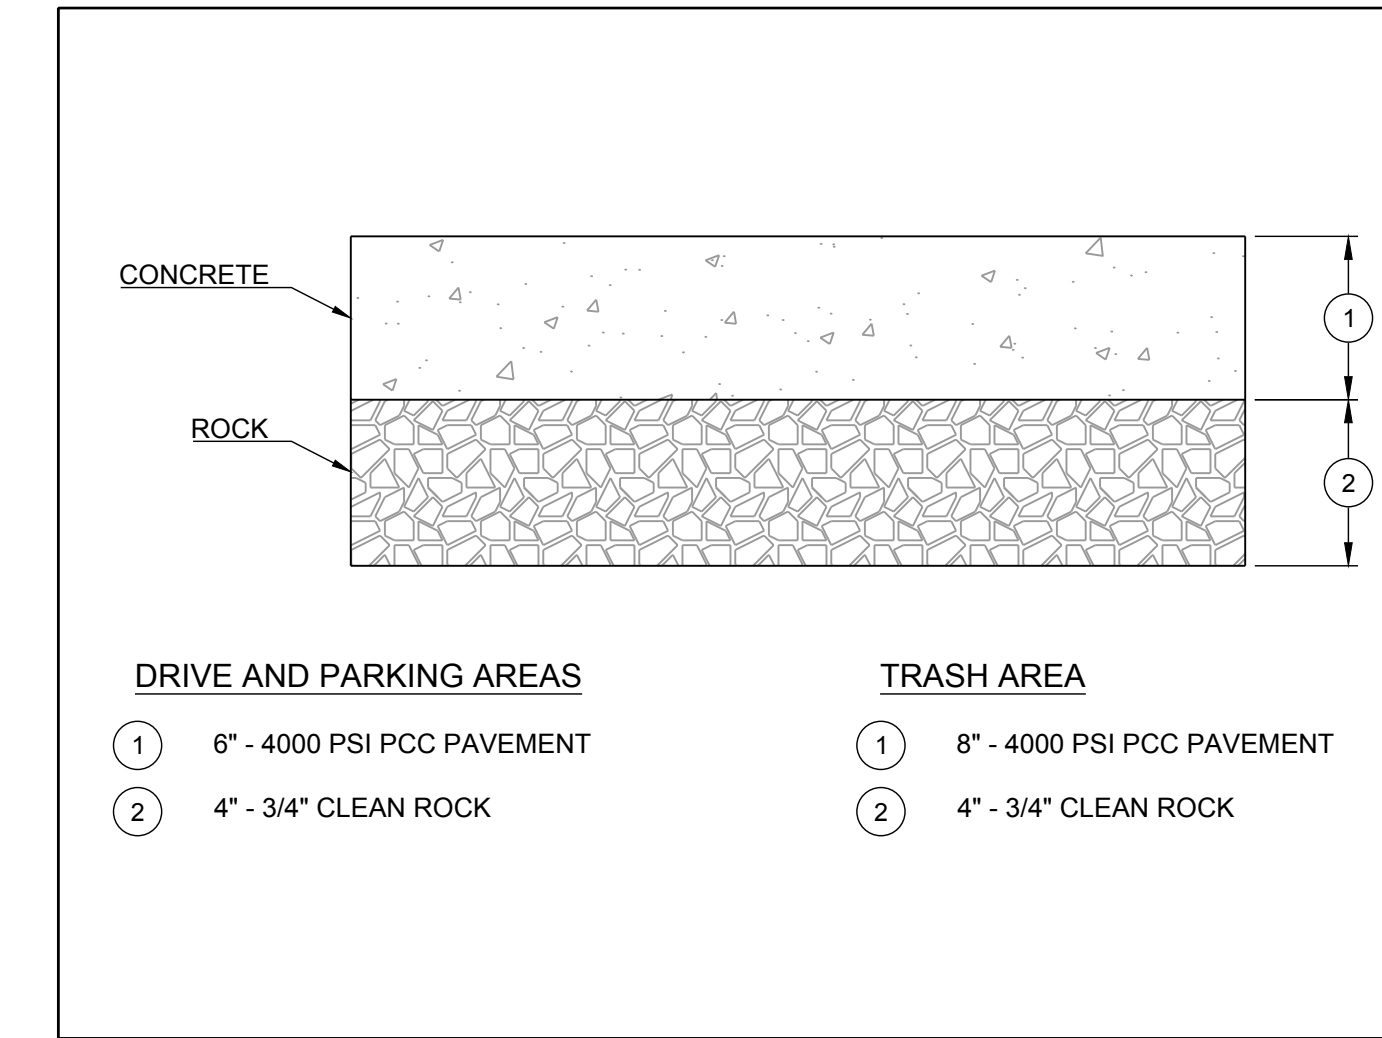 CONCRETE
1
ROCK
2
DRIVE AND PARKING AREAS
1 6" - 4000 PSI PCC PAVEMENT
2 4" - 3/4" CLEAN ROCK
TRASH AREA
1 8" - 4000 PSI PCC PAVEMENT
2 4" - 3/4" CLEAN ROCK